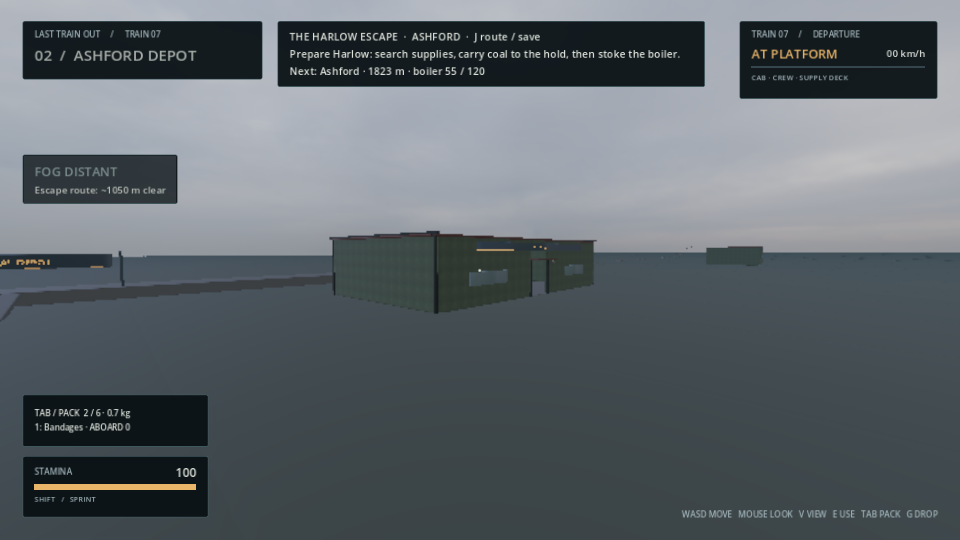 LAST TRAIN OUT / TRAIN 07
02 / ASHFORD DEPOT
THE HARLOW ESCAPE · ASHFORD · J route / save
Prepare Harlow: search supplies, carry coal to the hold, then stoke the boiler.
Next: Ashford · 1823 m · boiler 55 / 120
TRAIN 07 / DEPARTURE
AT PLATFORM 00 km/h
CAB · CREW · SUPPLY DECK
FOG DISTANT
Escape route: ~1050 m clear
TAB / PACK 2 / 6 · 0.7 kg
1: Bandages · ABOARD 0
STAMINA 100
SHIFT / SPRINT
WASD MOVE MOUSE LOOK V VIEW E USE TAB PACK G DROP